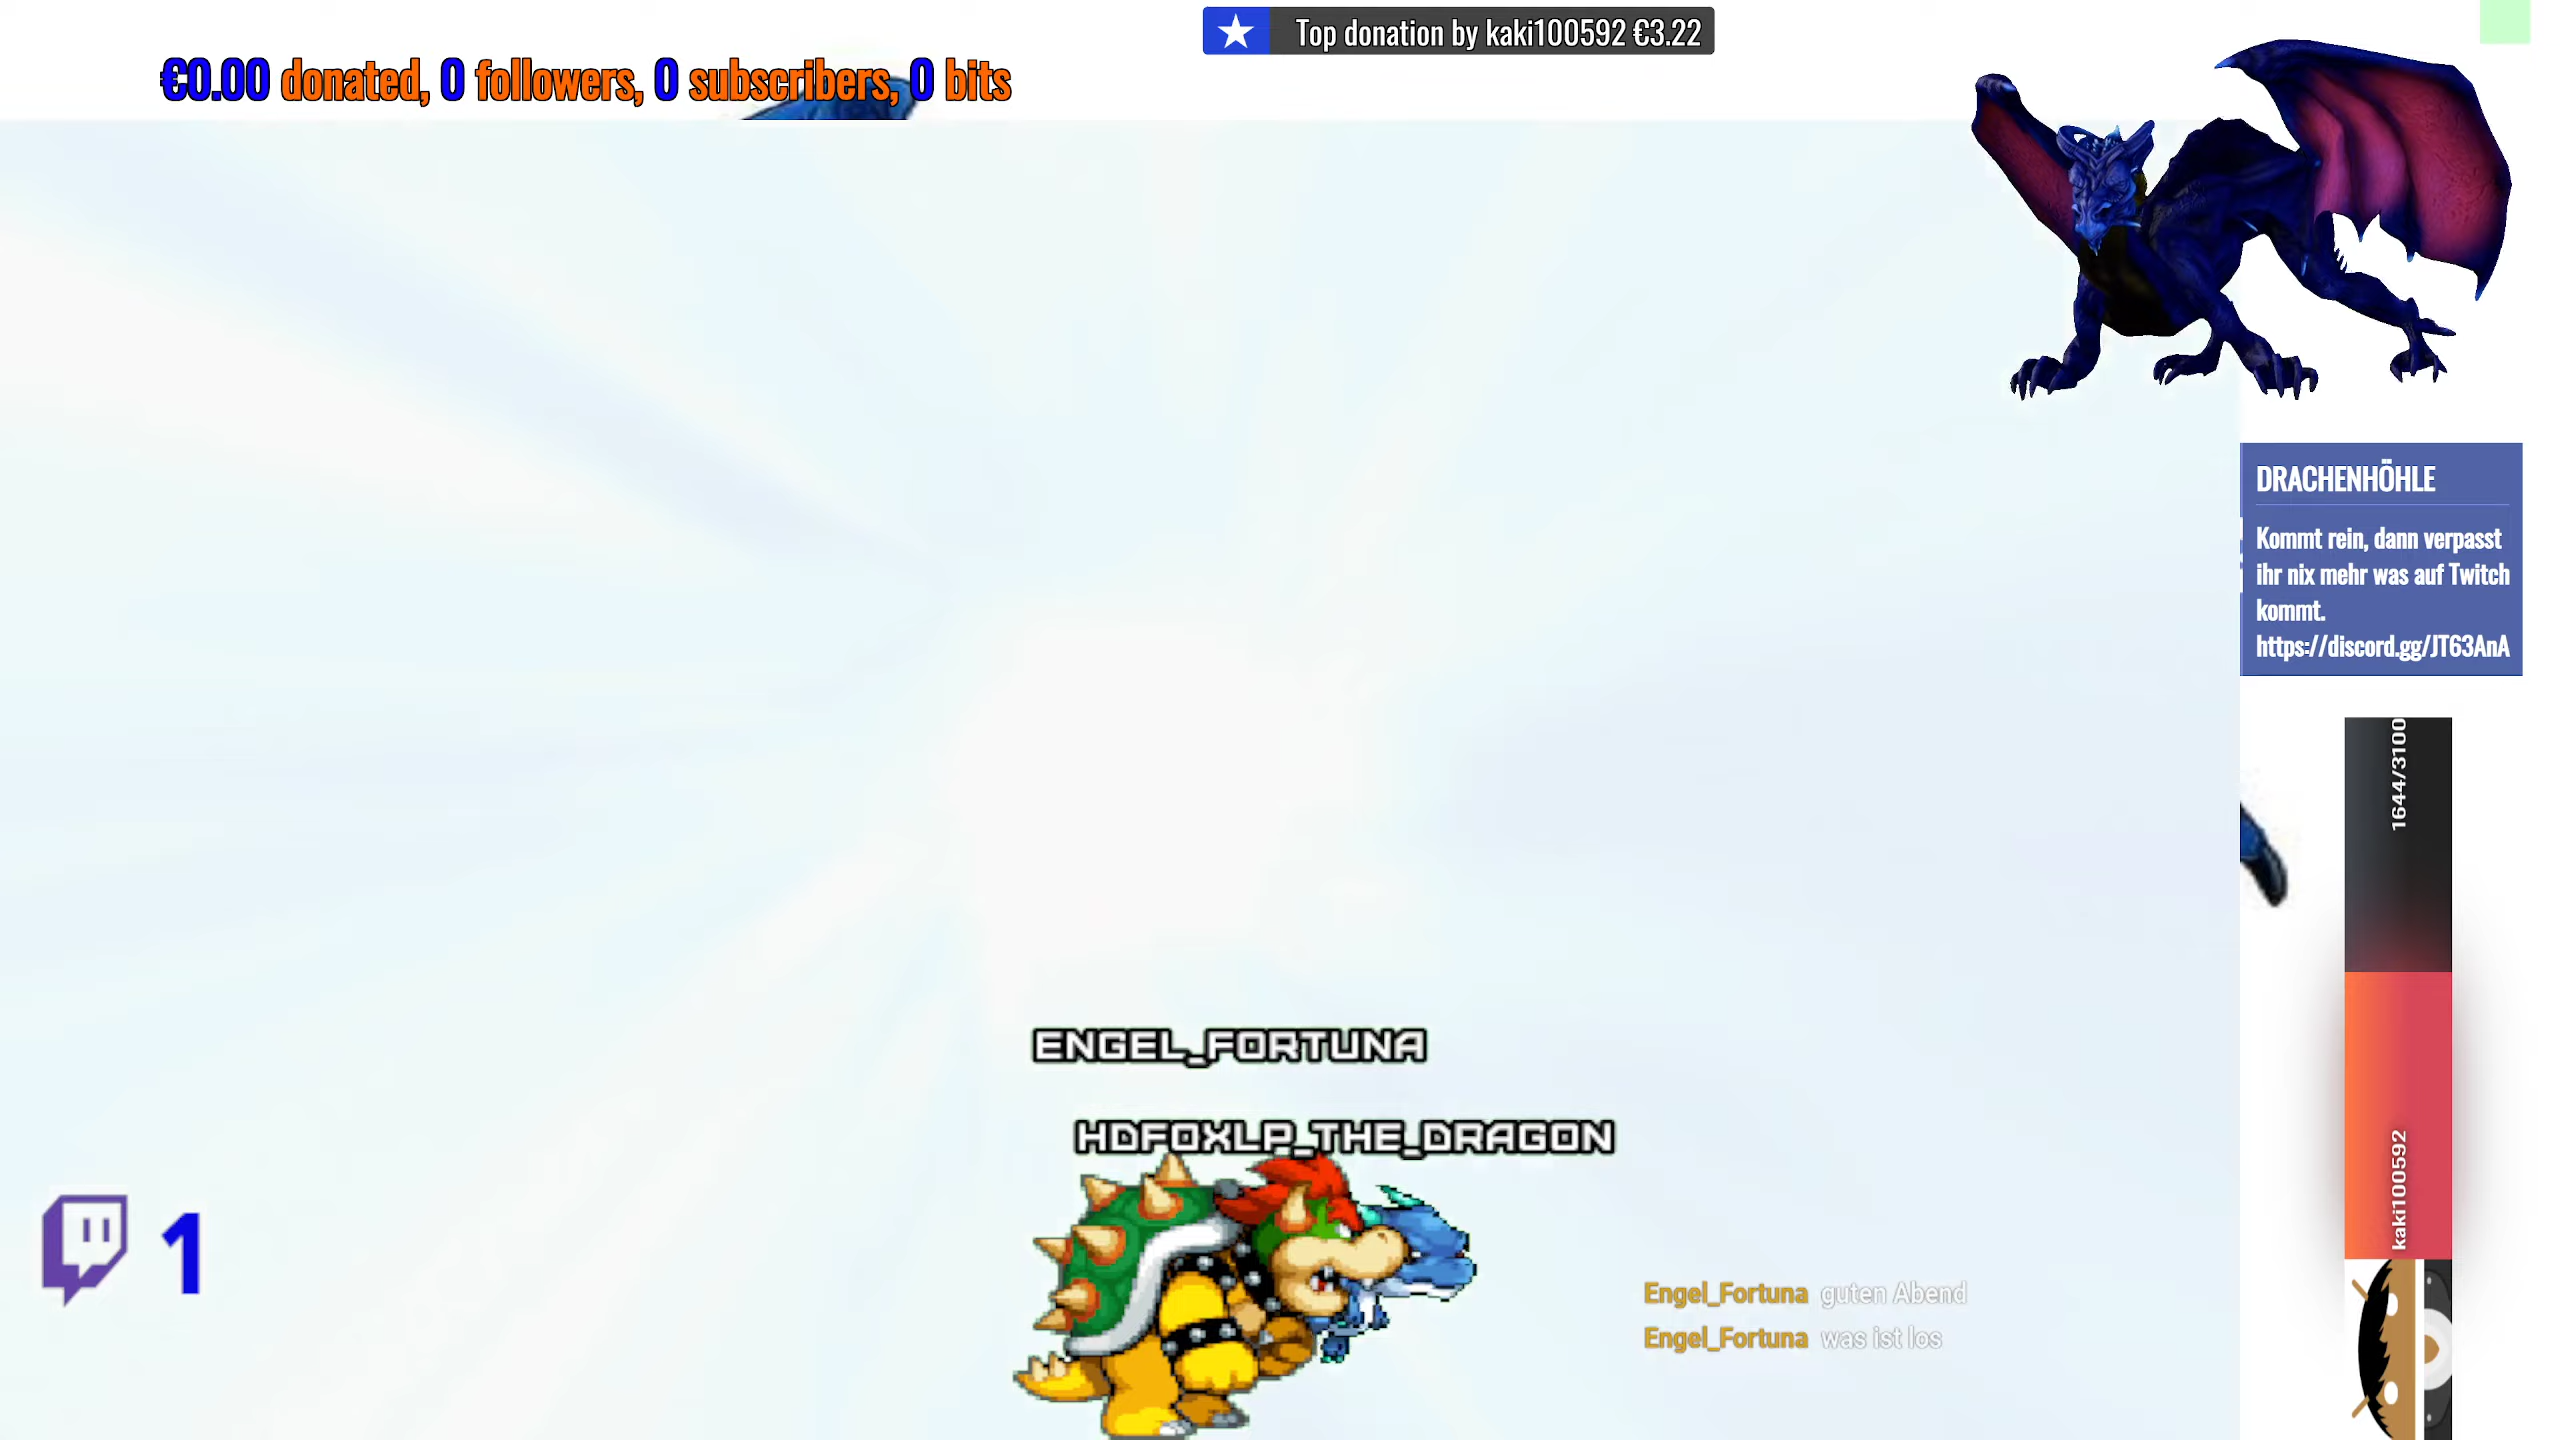 Top donation by kaki100592 €3.22
€0.00 donated, 0 followers, 0 subscribers, 0 bits
DRACHENHÖHLE
Kommt rein, dann verpasst
ihr nix mehr was auf Twitch
kommt.
https://discord.gg/JT63AnA
1644/3100
kaki100592
ENGEL_FORTUNA
HDFOXLP_THE_DRAGON
1
Engel_Fortuna guten Abend
Engel_Fortuna was ist los